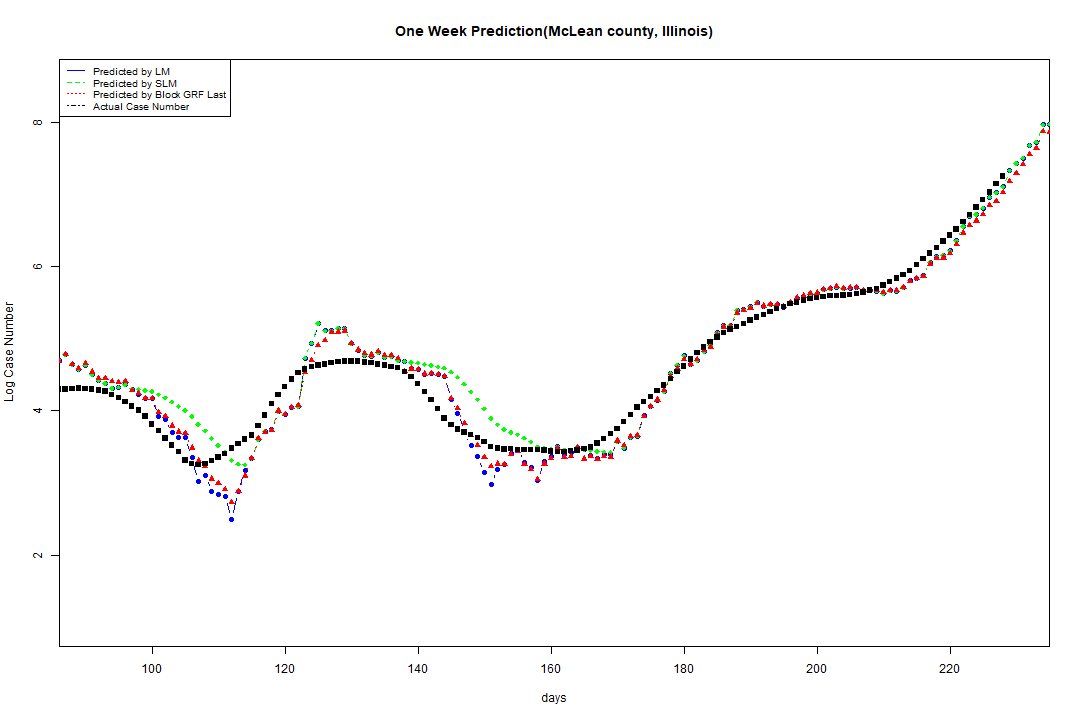 One Week Prediction(McLean county, Illinois)
Predicted by LM
Predicted by SLM
Predicted by Block GRF Last
Actual Case Number
Log Case Number
8
6
4
2
100 120 140 160 180 200 220
days